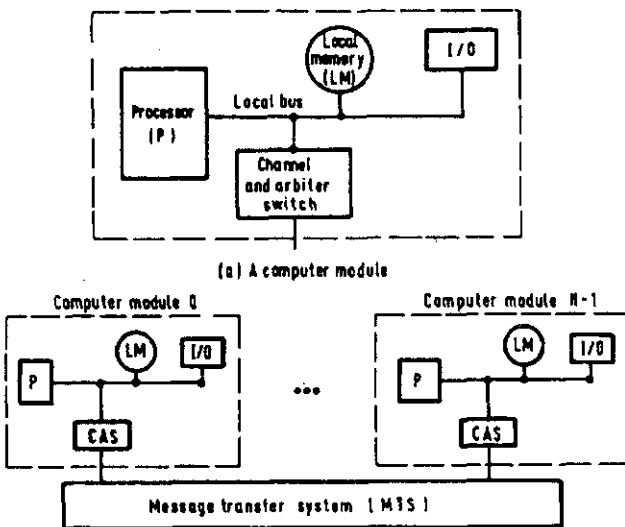 Processor
(P)
Local bus
Local
memory
(LM)
I/O
Channel
and arbiter
switch
(a) A computer module
Computer module 0
Computer module N-1
P
LM
I/O
CAS
...
P
LM
I/O
CAS
Message transfer system (MTS)